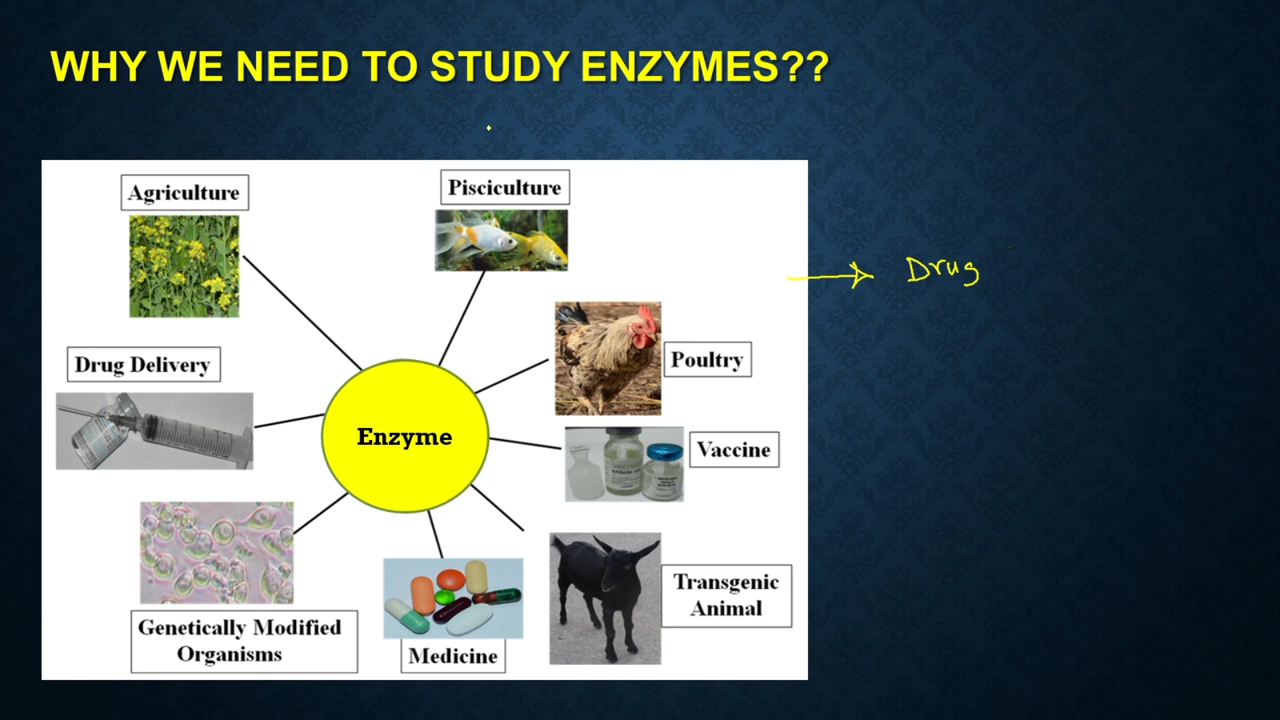 WHY WE NEED TO STUDY ENZYMES??
Agriculture
Pisciculture
Drug
Drug Delivery
Poultry
Enzyme
Vaccine
Transgenic
Animal
Genetically Modified
Organisms
Medicine